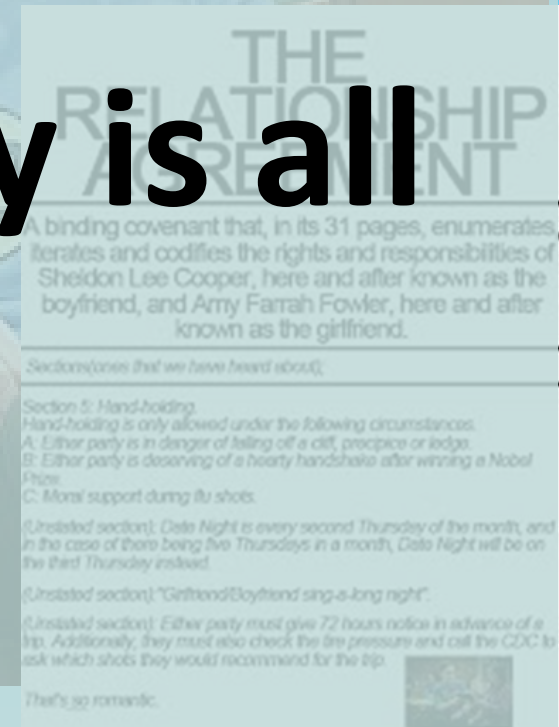 THE
RELATIONSHIP
AGREEMENT
y is all
A binding covenant that, in its 31 pages, enumerates,
iterates and codifies the rights and responsibilities of
Sheldon Lee Cooper, here and after known as the
boyfriend, and Amy Farrah Fowler, here and after
known as the girlfriend.
Sections(ones that we have heard about);
Section 5: Hand-holding.
Hand-holding is only allowed under the following circumstances.
A: Either party is in danger of falling off a cliff, precipice or ledge.
B: Either party is deserving of a hearty handshake after winning a Nobel
Prize.
C: Moral support during flu shots.
(Unstated section): Date Night is every second Thursday of the month, and
in the case of there being five Thursdays in a month, Date Night will be on
the third Thursday instead.
(Unstated section):"Girlfriend/Boyfriend sing-a-long night".
(Unstated section): Either party must give 72 hours notice in advance of a
trip. Additionally, they must also check the tire pressure and call the CDC to
ask which shots they would recommend for the trip.
That's so romantic.